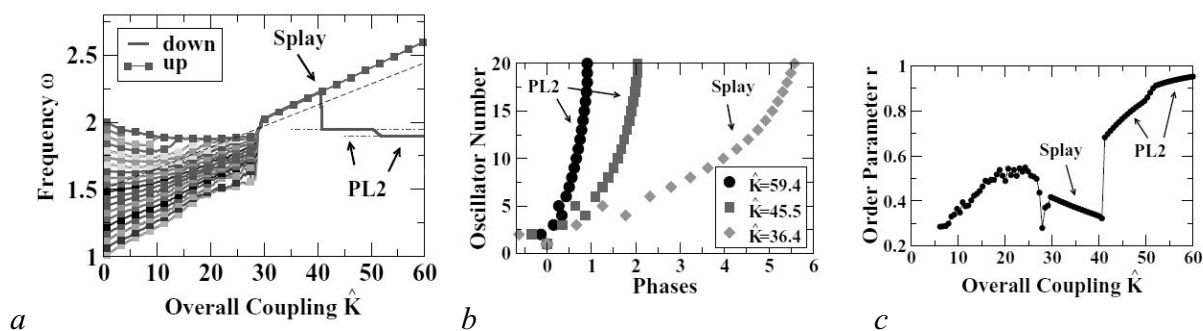 2.8
2.5
2
1.5
1
0
10
20
30
40
50
60
Frequency ω
Overall Coupling K̂
down
up
Splay
PL2
a
20
15
10
5
0
0
1
2
3
4
5
6
Oscillator Number
Phases
PL2
Splay
K̂=59.4
K̂=45.5
K̂=36.4
b
1
0.8
0.6
0.4
0.2
0
10
20
30
40
50
60
Order Parameter r
Overall Coupling K̂
Splay
PL2
c